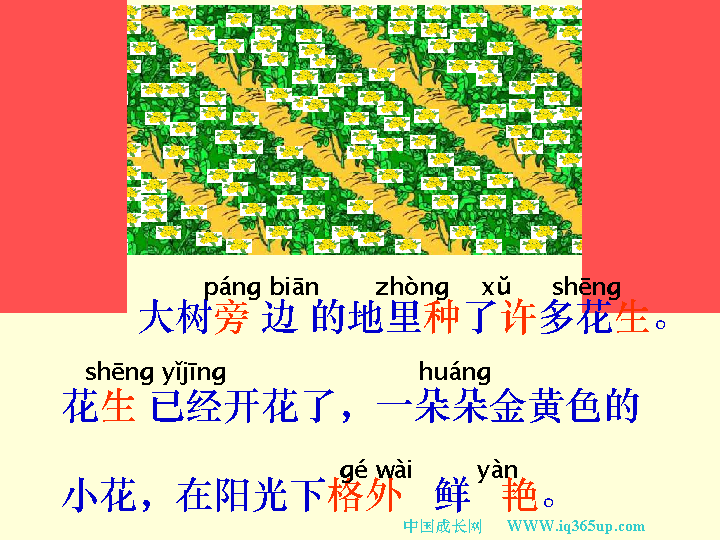 páng biān zhòng xǔ shēng
大树旁 边 的地里种了许多花生。
shēng yǐjīng huáng
花生 已经开花了，一朵朵金黄色的
gé wài yàn
小花，在阳光下格外 鲜 艳。
中国成长网 WWW.iq365up.com